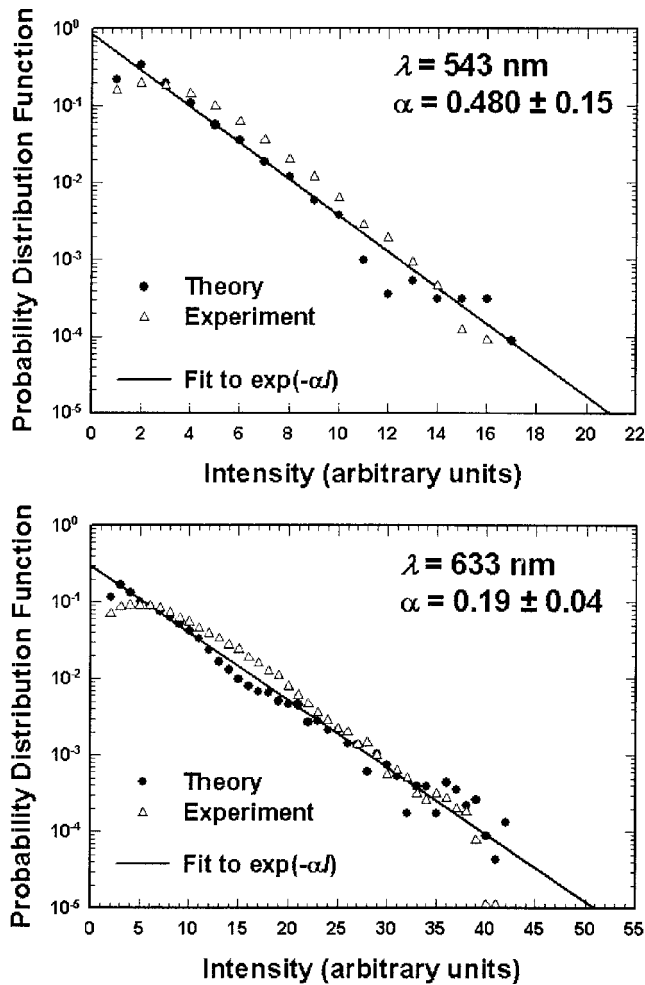 Probability Distribution Function
10^0
10^-1
10^-2
10^-3
10^-4
10^-5
λ = 543 nm
α = 0.480 ± 0.15
Theory
Experiment
Fit to exp(-αI)
0 2 4 6 8 10 12 14 16 18 20 22
Intensity (arbitrary units)
Probability Distribution Function
10^0
10^-1
10^-2
10^-3
10^-4
10^-5
λ = 633 nm
α = 0.19 ± 0.04
Theory
Experiment
Fit to exp(-αI)
0 5 10 15 20 25 30 35 40 45 50 55
Intensity (arbitrary units)